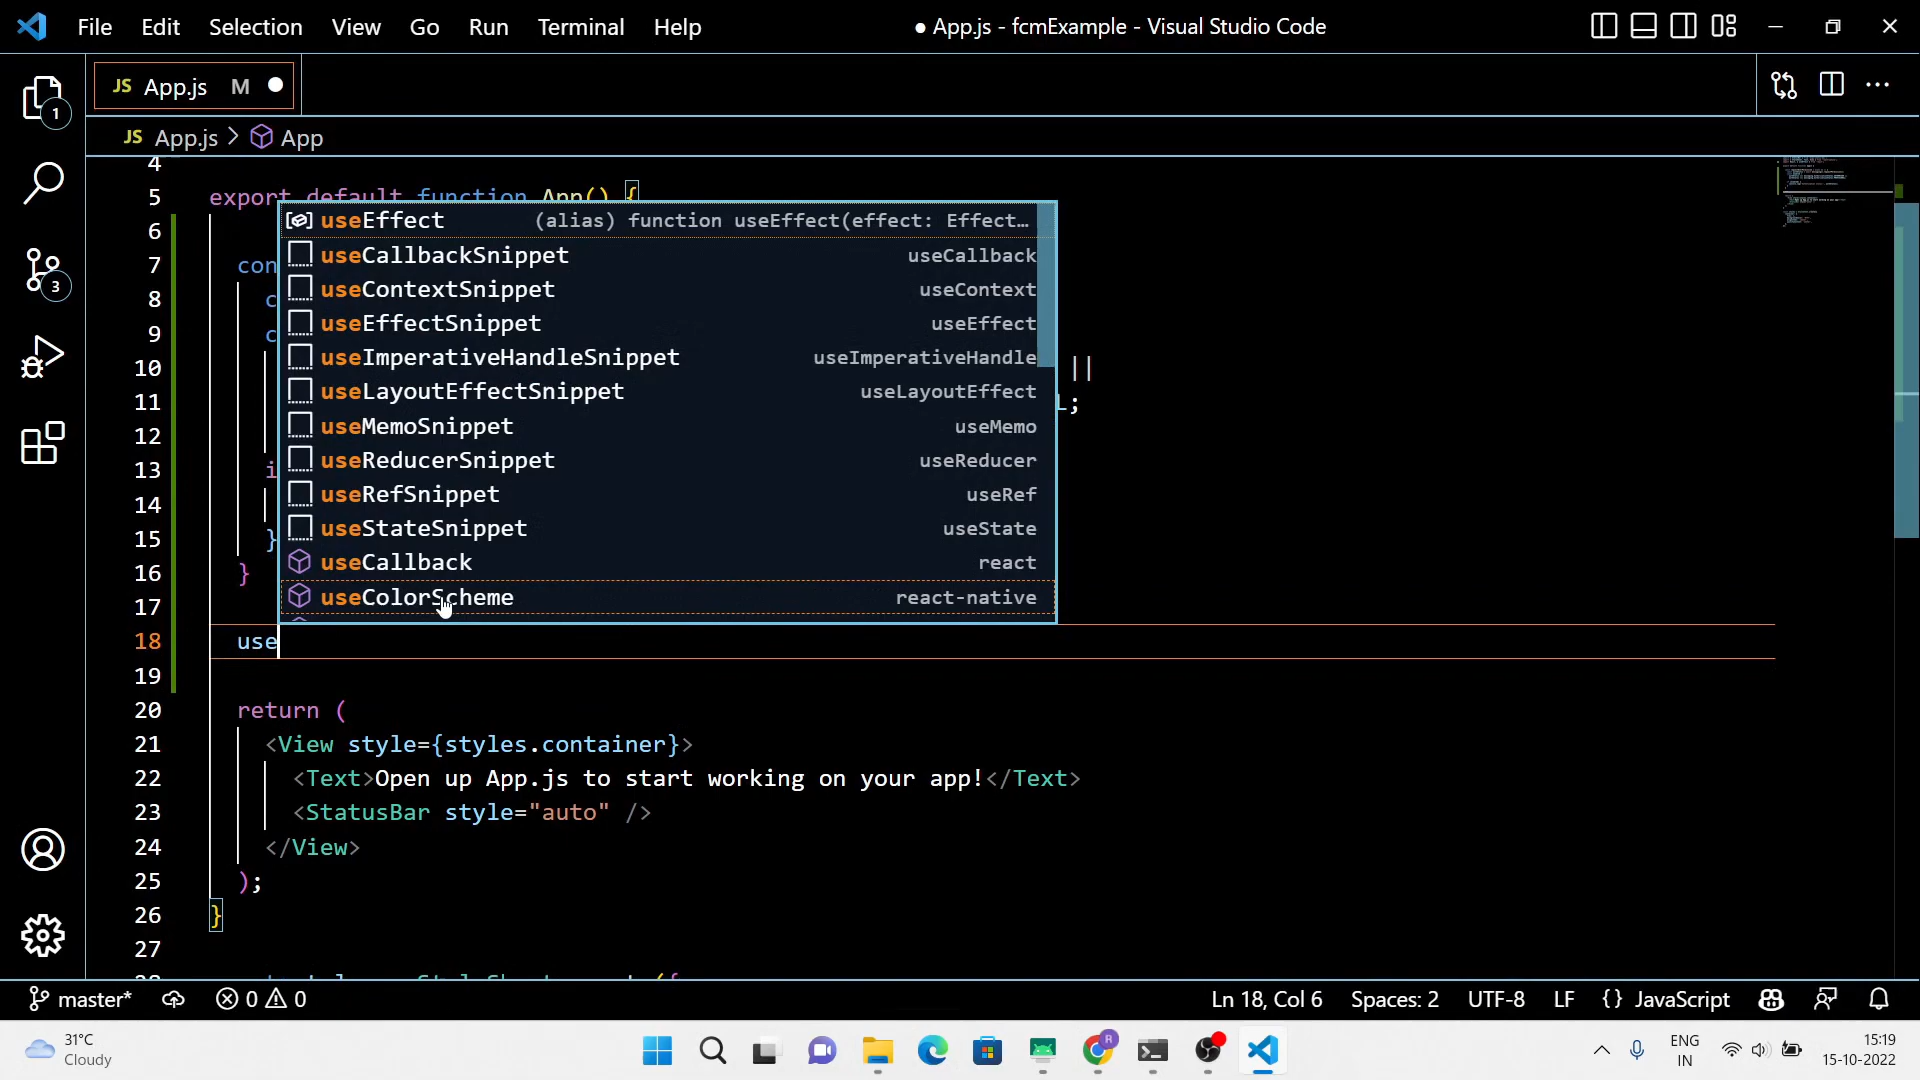 File Edit Selection View Go Run Terminal Help
● App.js - fcmExample - Visual Studio Code
JS App.js M ●
JS App.js > App
1
3
4
5 export default function App() {
6
7 con
8 c
9 c
10 ||
11 L;
12
13 i
14
15 }
16 }
17
useEffect (alias) function useEffect(effect: Effect…
useCallbackSnippet useCallback
useContextSnippet useContext
useEffectSnippet useEffect
useImperativeHandleSnippet useImperativeHandle
useLayoutEffectSnippet useLayoutEffect
useMemoSnippet useMemo
useReducerSnippet useReducer
useRefSnippet useRef
useStateSnippet useState
useCallback react
useColorScheme react-native
18 use
19
20 return (
21 <View style={styles.container}>
22 <Text>Open up App.js to start working on your app!</Text>
23 <StatusBar style="auto" />
24 </View>
25 );
26 }
27
master* 0 0 Ln 18, Col 6 Spaces: 2 UTF-8 LF {} JavaScript
31°C
Cloudy
R
ENG
IN
15:19
15-10-2022